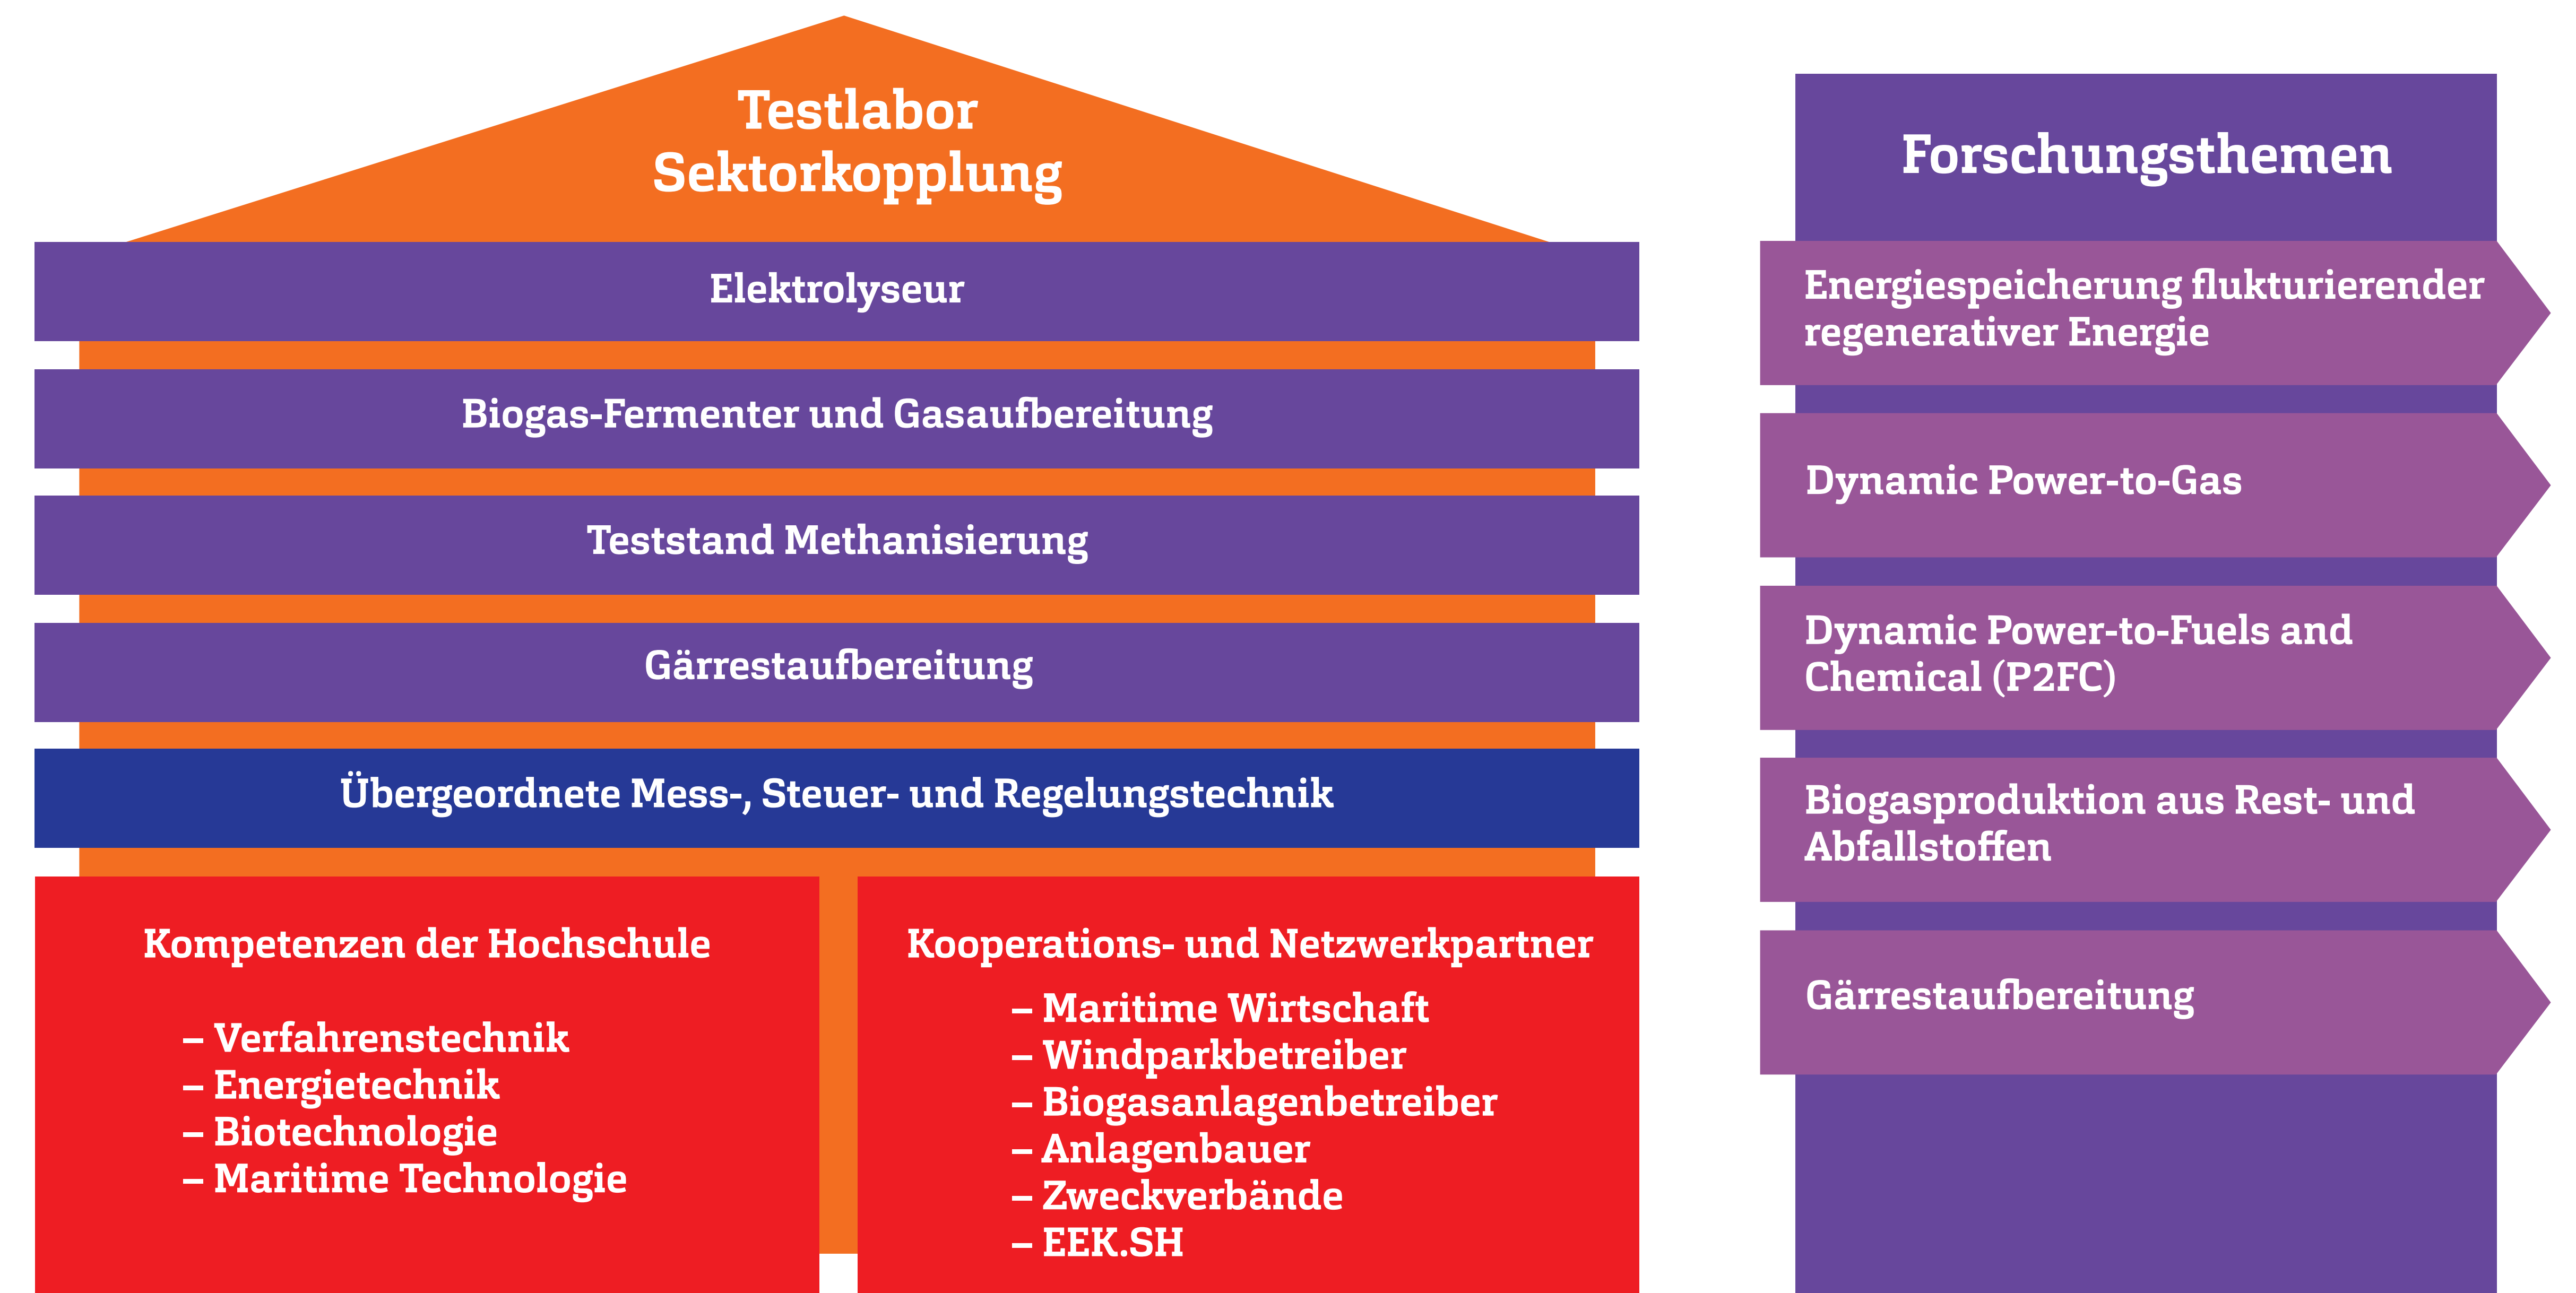 Testlabor
Sektorkopplung
Elektrolyseur
Biogas-Fermenter und Gasaufbereitung
Teststand Methanisierung
Gärrestaufbereitung
Übergeordnete Mess-, Steuer- und Regelungstechnik
Kompetenzen der Hochschule
– Verfahrenstechnik
– Energietechnik
– Biotechnologie
– Maritime Technologie
Kooperations- und Netzwerkpartner
– Maritime Wirtschaft
– Windparkbetreiber
– Biogasanlagenbetreiber
– Anlagenbauer
– Zweckverbände
– EEK.SH
Forschungsthemen
Energiespeicherung flukturierender
regenerativer Energie
Dynamic Power-to-Gas
Dynamic Power-to-Fuels and
Chemical (P2FC)
Biogasproduktion aus Rest- und
Abfallstoffen
Gärrestaufbereitung